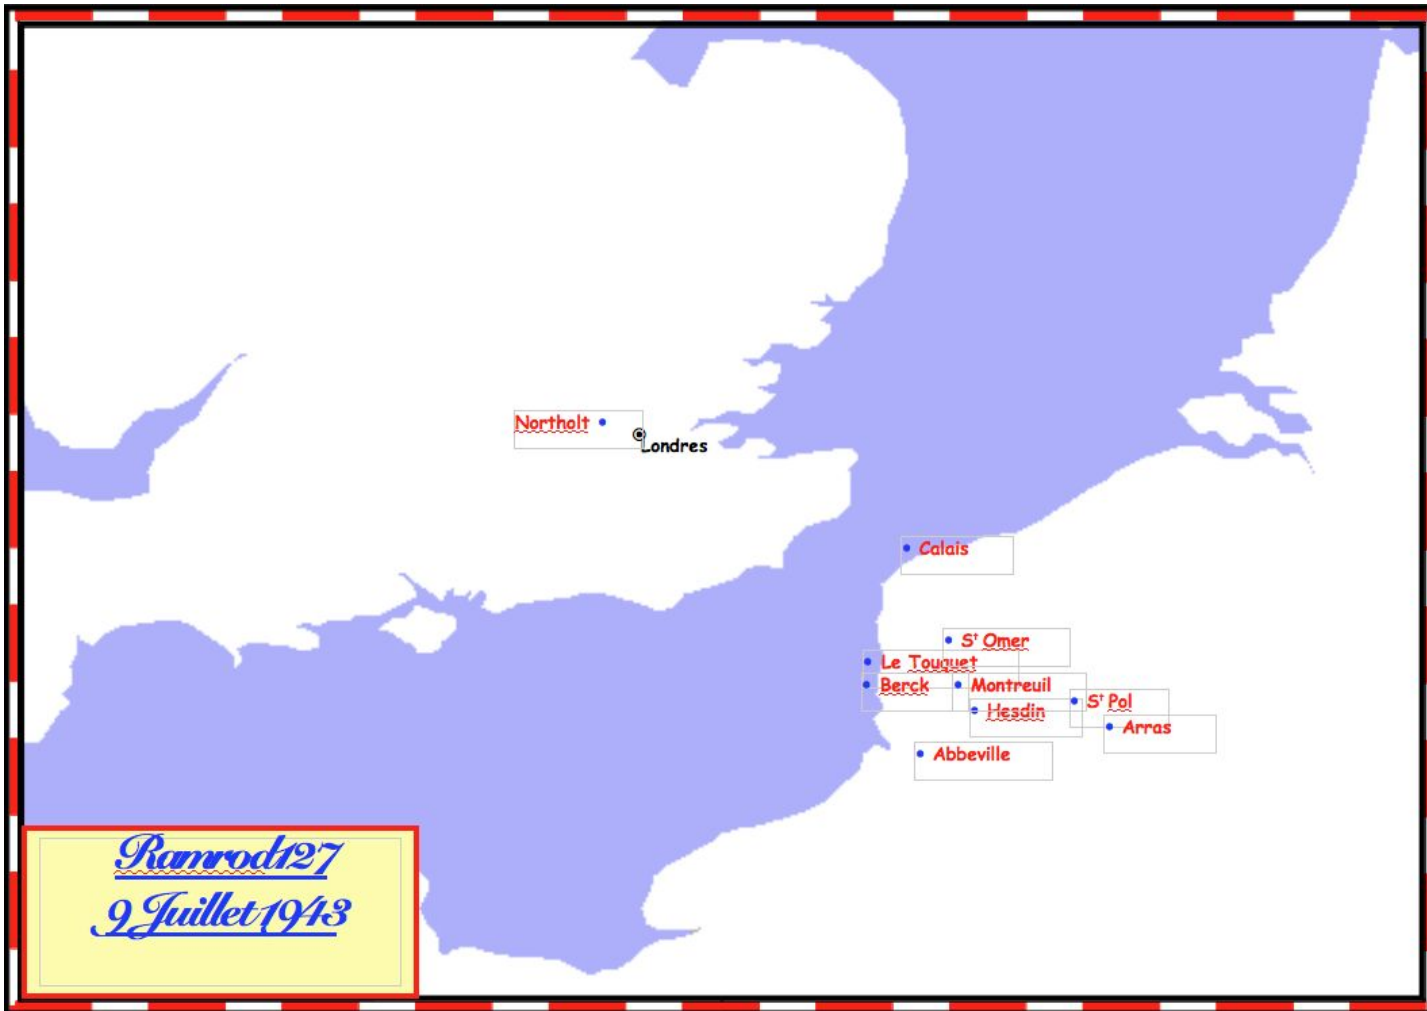 Northolt
Londres
Calais
Sᵗ Omer
Le Touquet
Berck
Montreuil
Sᵗ Pol
Hesdin
Arras
Abbeville
Ramrod127
9 Juillet 1943